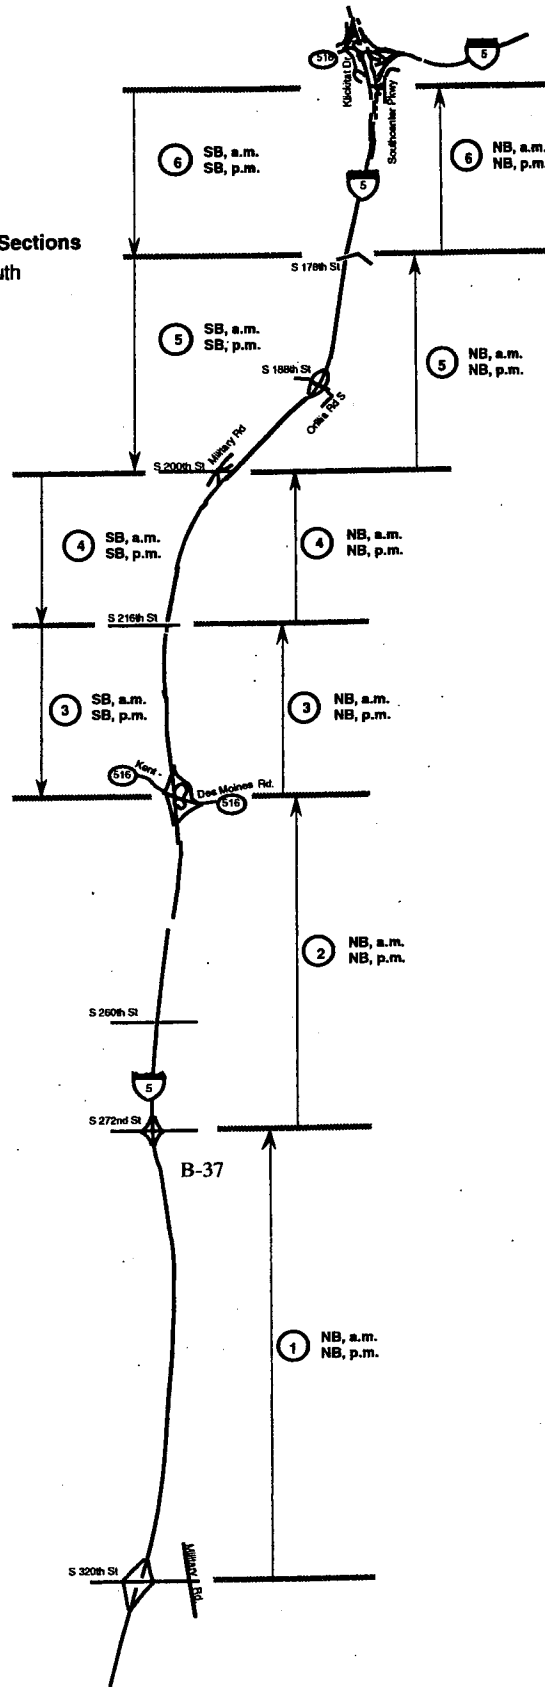 5
516
Klickitat Dr
Southcenter Pkwy
6
SB, a.m.
SB, p.m.
6
NB, a.m.
NB, p.m.
5
Sections
uth
S 178th St
5
SB, a.m.
SB, p.m.
5
NB, a.m.
NB, p.m.
S 188th St
Orillia Rd S
Military Rd
S 200th St
4
SB, a.m.
SB, p.m.
4
NB, a.m.
NB, p.m.
S 216th St
3
SB, a.m.
SB, p.m.
3
NB, a.m.
NB, p.m.
516
Kent -
Des Moines Rd.
516
2
NB, a.m.
NB, p.m.
S 260th St
5
S 272nd St
B-37
1
NB, a.m.
NB, p.m.
S 320th St
Military Rd.